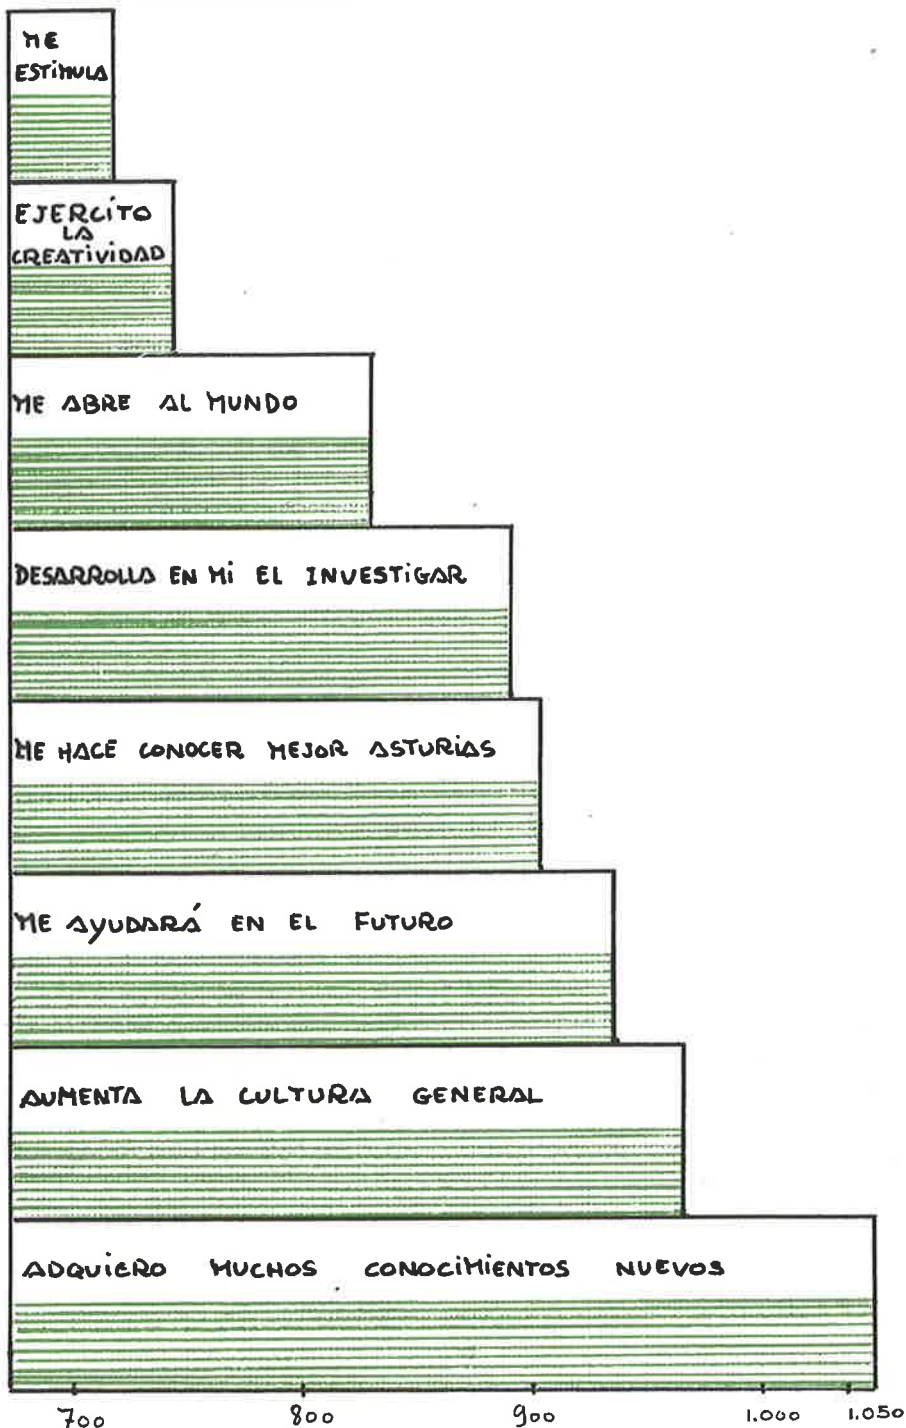 ME
ESTIMULA
EJERCITO
LA
CREATIVIDAD
ME ABRE AL MUNDO
DESARROLLA EN MI EL INVESTIGAR
ME HACE CONOCER MEJOR ASTURIAS
ME AYUDARÁ EN EL FUTURO
AUMENTA LA CULTURA GENERAL
ADQUIERO MUCHOS CONOCIMIENTOS NUEVOS
700 800 900 1.000 1.050